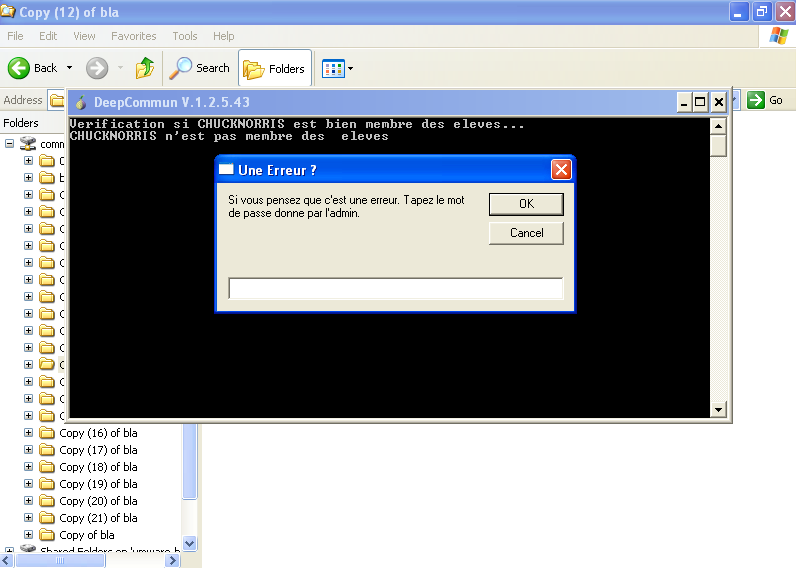 Copy (12) of bla
File Edit View Favorites Tools Help
Back Search Folders
Address Go
Folders
DeepCommun V.1.2.5.43
Verification si CHUCKNORRIS est bien membre des eleves...
CHUCKNORRIS n'est pas membre des eleves
Une Erreur ?
Si vous pensez que c'est une erreur. Tapez le mot
de passe donne par l'admin.
OK
Cancel
Copy (16) of bla
Copy (17) of bla
Copy (18) of bla
Copy (19) of bla
Copy (20) of bla
Copy (21) of bla
Copy of bla
Shared Folders on 'vmware-h